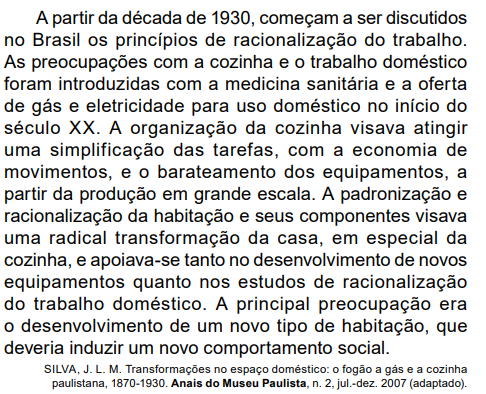 A partir da década de 1930, começam a ser discutidos
no Brasil os princípios de racionalização do trabalho.
As preocupações com a cozinha e o trabalho doméstico
foram introduzidas com a medicina sanitária e a oferta
de gás e eletricidade para uso doméstico no início do
século XX. A organização da cozinha visava atingir
uma simplificação das tarefas, com a economia de
movimentos, e o barateamento dos equipamentos, a
partir da produção em grande escala. A padronização e
racionalização da habitação e seus componentes visava
uma radical transformação da casa, em especial da
cozinha, e apoiava-se tanto no desenvolvimento de novos
equipamentos quanto nos estudos de racionalização
do trabalho doméstico. A principal preocupação era
o desenvolvimento de um novo tipo de habitação, que
deveria induzir um novo comportamento social.
SILVA, J. L. M. Transformações no espaço doméstico: o fogão a gás e a cozinha
paulistana, 1870-1930. Anais do Museu Paulista, n. 2, jul.-dez. 2007 (adaptado).